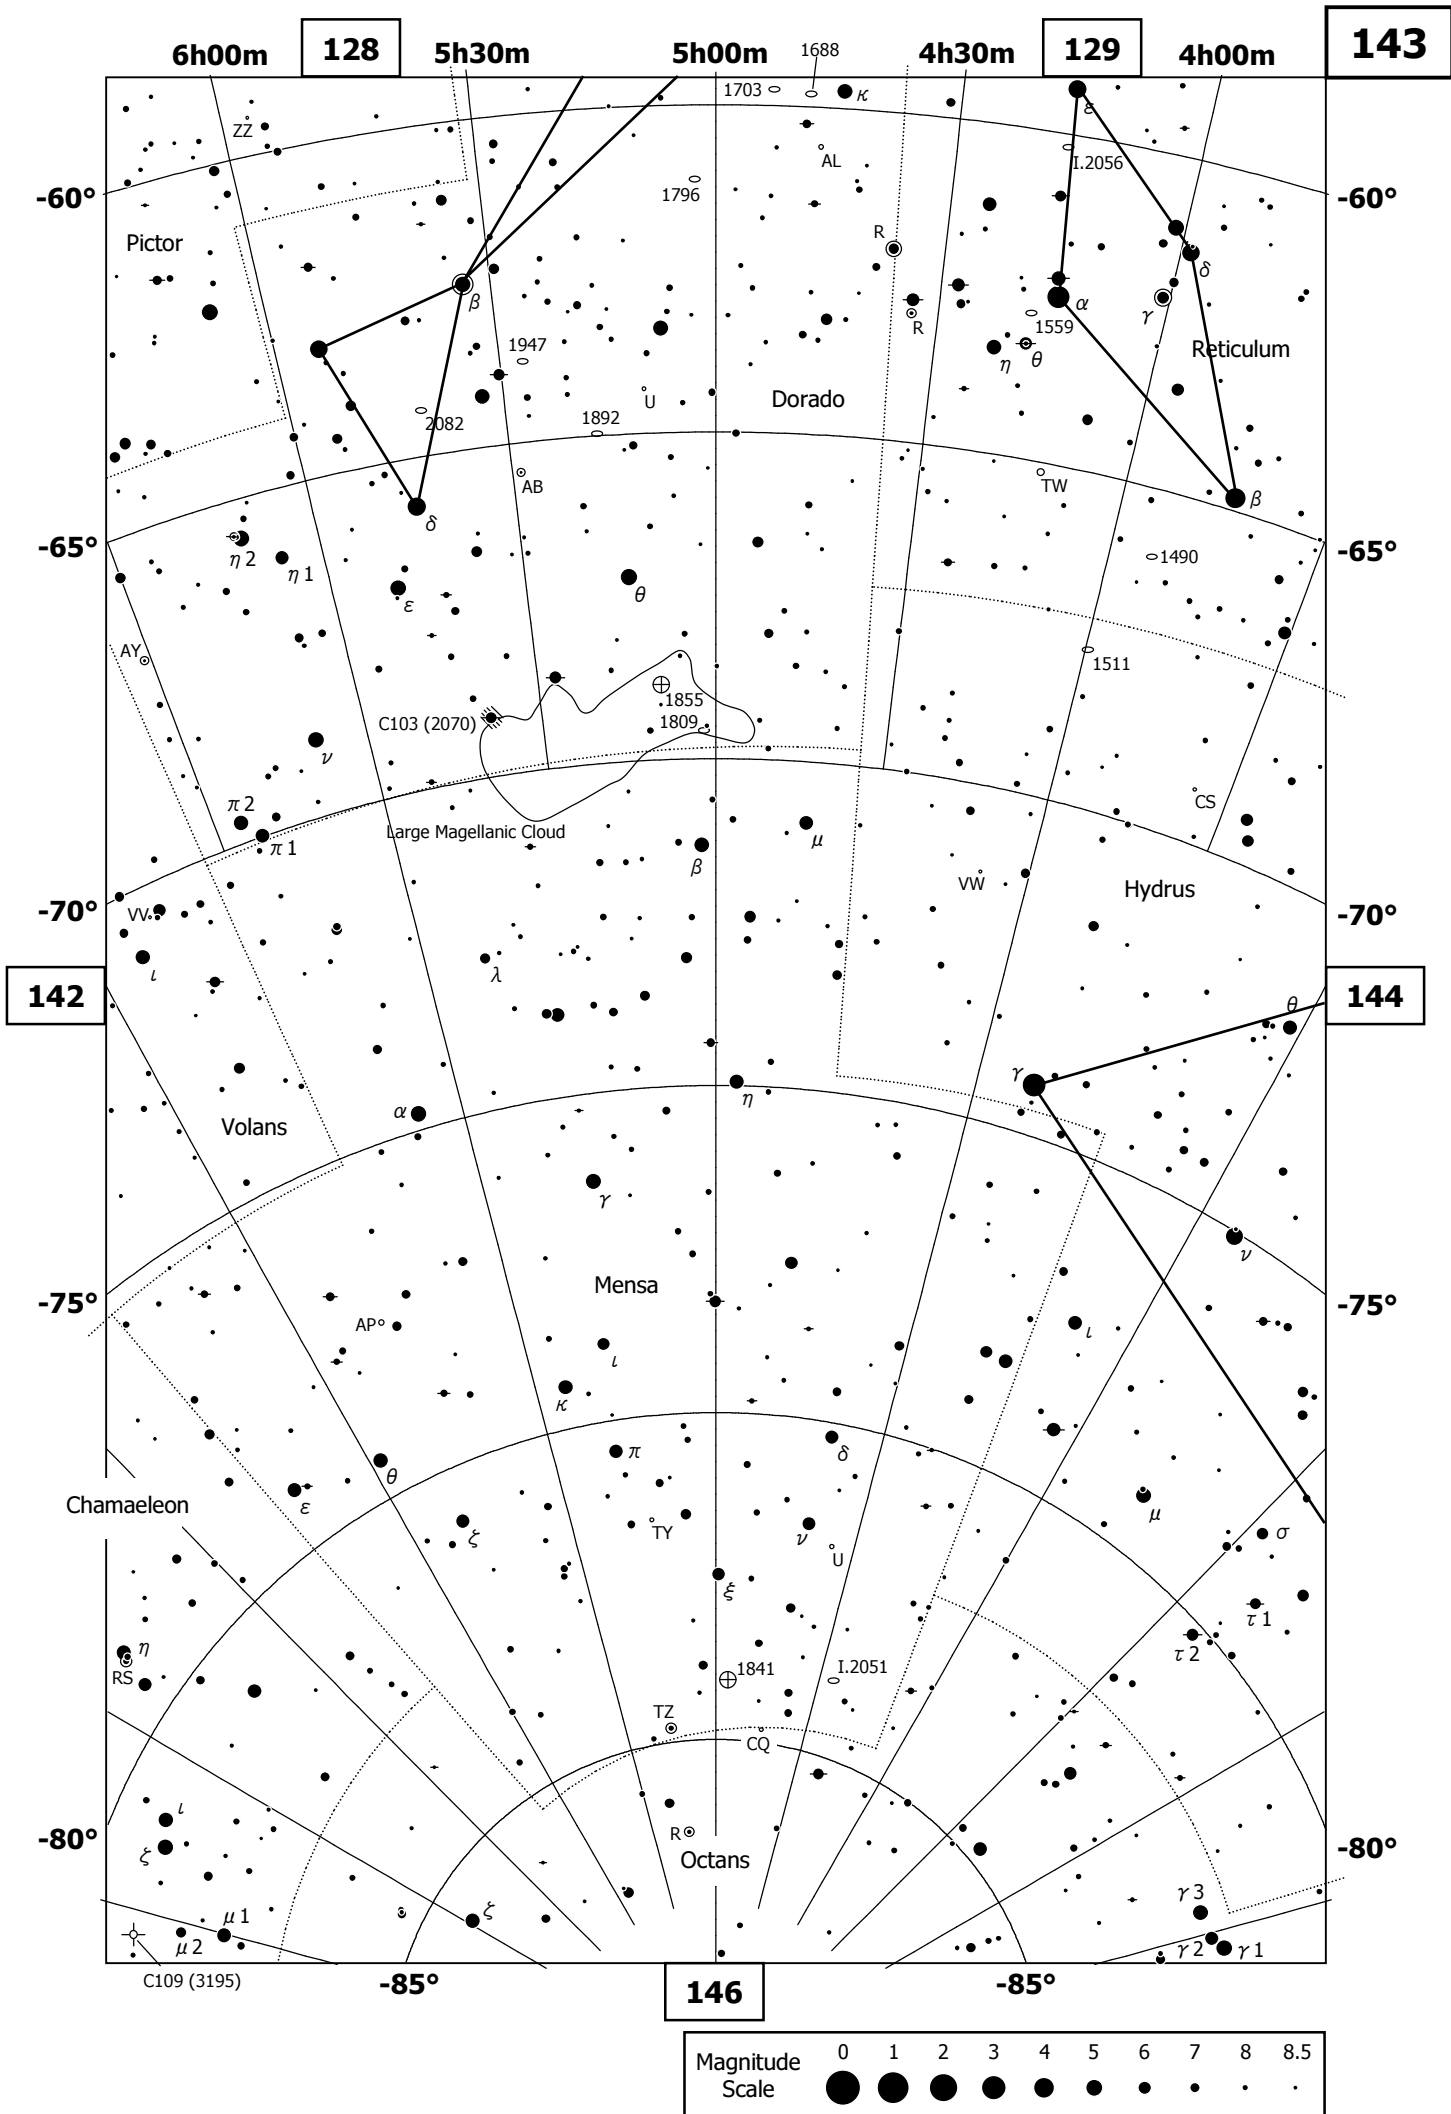 6h00m
128
5h30m
5h00m
1688
4h30m
129
4h00m
143
1703
κ
ε
ZZ
AL
I.2056
-60°
1796
-60°
Pictor
R
δ
β
α
γ
R
1559
1947
η
θ
Reticulum
U
Dorado
2082
1892
AB
TW
β
δ
-65°
-65°
η 2
η 1
1490
ε
θ
AY
1511
1855
C103 (2070)
1809
ν
π 2
CS
Large Magellanic Cloud
μ
π 1
β
VW
Hydrus
-70°
VV
-70°
ι
λ
142
144
θ
γ
α
η
Volans
γ
ν
Mensa
-75°
-75°
AP
ι
ι
κ
π
δ
θ
Chamaeleon
ε
μ
ζ
TY
ν
σ
U
ξ
τ 1
η
τ 2
RS
1841
I.2051
TZ
CQ
ι
R
-80°
-80°
ζ
Octans
γ 3
μ 1
ζ
μ 2
γ 2
γ 1
C109 (3195)
-85°
146
-85°
Magnitude
Scale
0 1 2 3 4 5 6 7 8 8.5